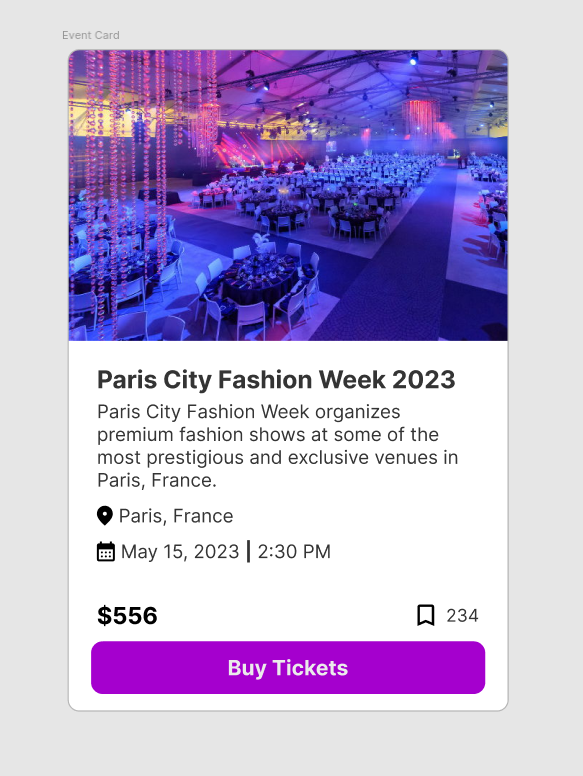 Event Card
Paris City Fashion Week 2023
Paris City Fashion Week organizes
premium fashion shows at some of the
most prestigious and exclusive venues in
Paris, France.
Paris, France
May 15, 2023 | 2:30 PM
$556
234
Buy Tickets